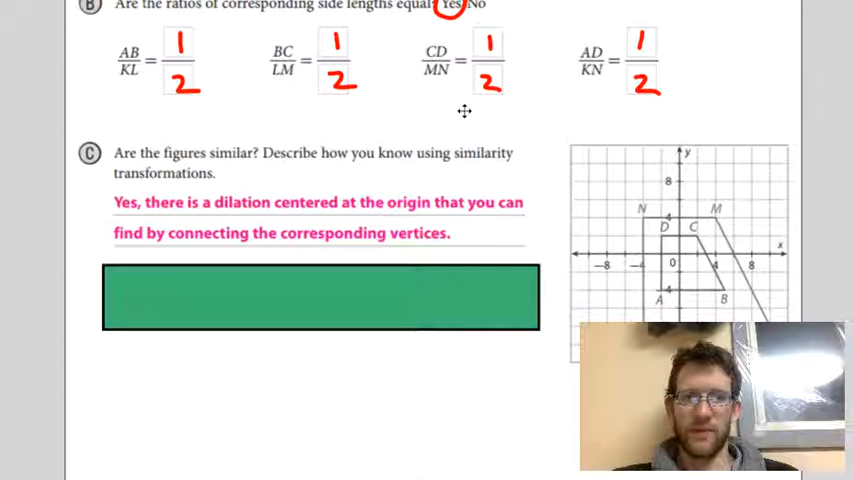 B Are the ratios of corresponding side lengths equal? Yes/No
AB/KL = 1/2 BC/LM = 1/2 CD/MN = 1/2 AD/KN = 1/2
C Are the figures similar? Describe how you know using similarity
transformations.
Yes, there is a dilation centered at the origin that you can
find by connecting the corresponding vertices.
y
8
N 4 M
D C
x
-8 -4 0 4 8
A -4 B